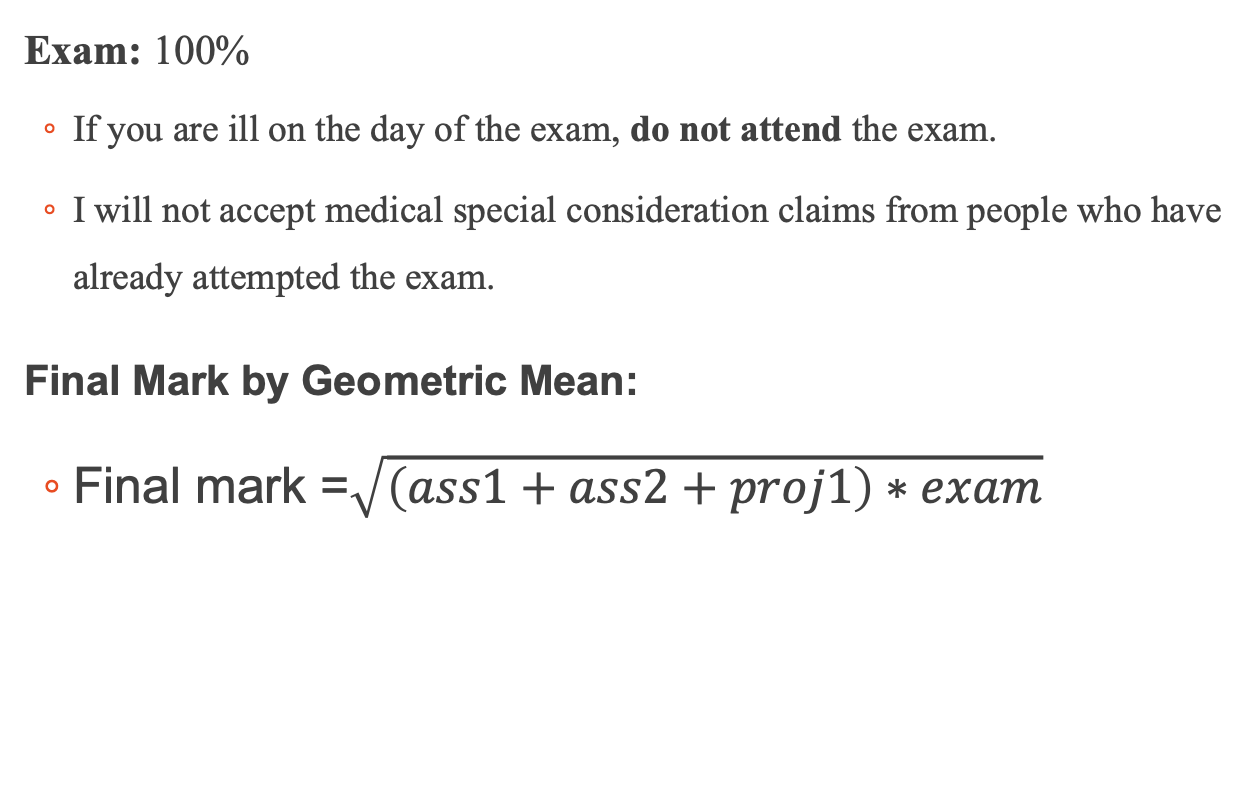 Exam: 100%
◦ If you are ill on the day of the exam, do not attend the exam.
◦ I will not accept medical special consideration claims from people who have
already attempted the exam.
Final Mark by Geometric Mean:
◦ Final mark =√(ass1 + ass2 + proj1) ∗ exam